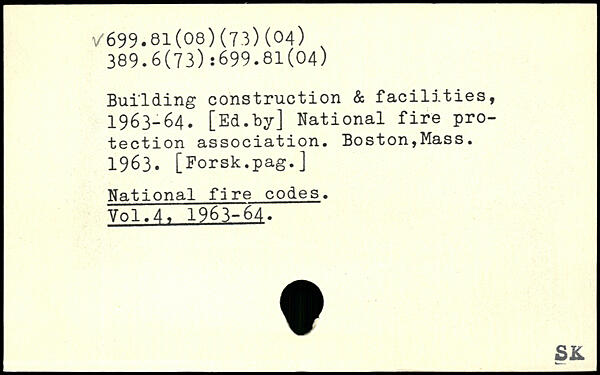 ✓699.81(08)(73)(04)
389.6(73):699.81(04)
Building construction & facilities,
1963-64. [Ed.by] National fire pro-
tection association. Boston,Mass.
1963. [Forsk.pag.]
National fire codes.
Vol.4, 1963-64.
SK